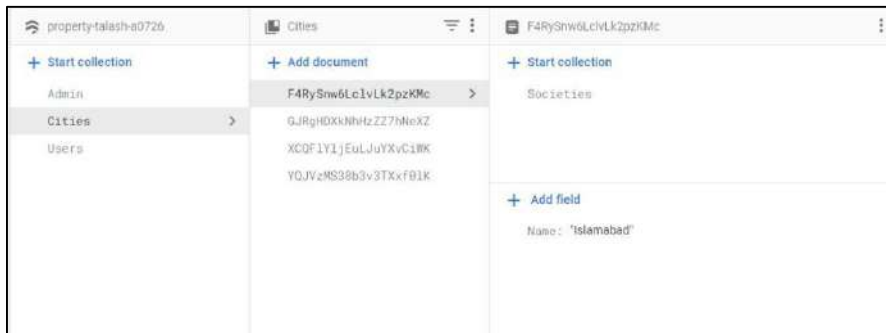 property-talash-a0726
+ Start collection
Admin
Cities
Users
Cities
+ Add document
F4RySnw6LclvLk2pzKMc
GJRgHDXkNhHzZZ7hNeXZ
XCQFlYljEuLJuYXvCiWK
YQJVzMS38b3v3TXxf0lK
F4RySnw6LclvLk2pzKMc
+ Start collection
Societies
+ Add field
Name: "Islamabad"